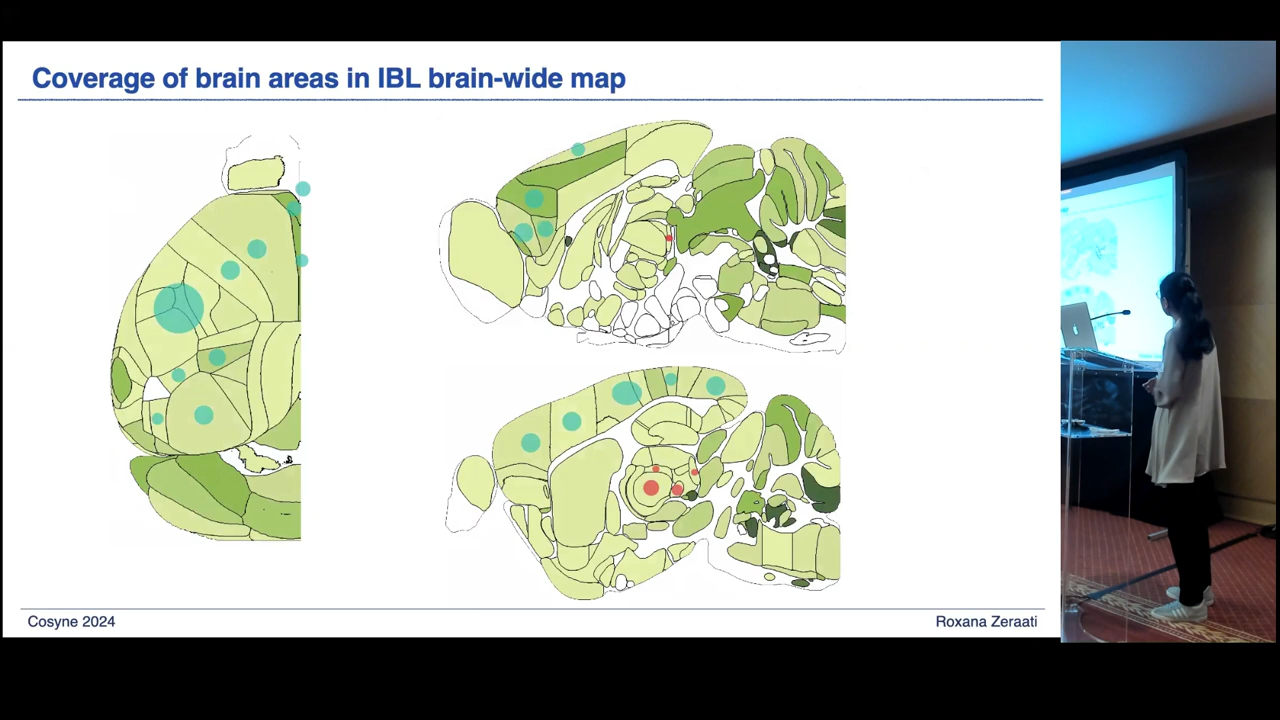 Coverage of brain areas in IBL brain-wide map
Cosyne 2024
Roxana Zeraati